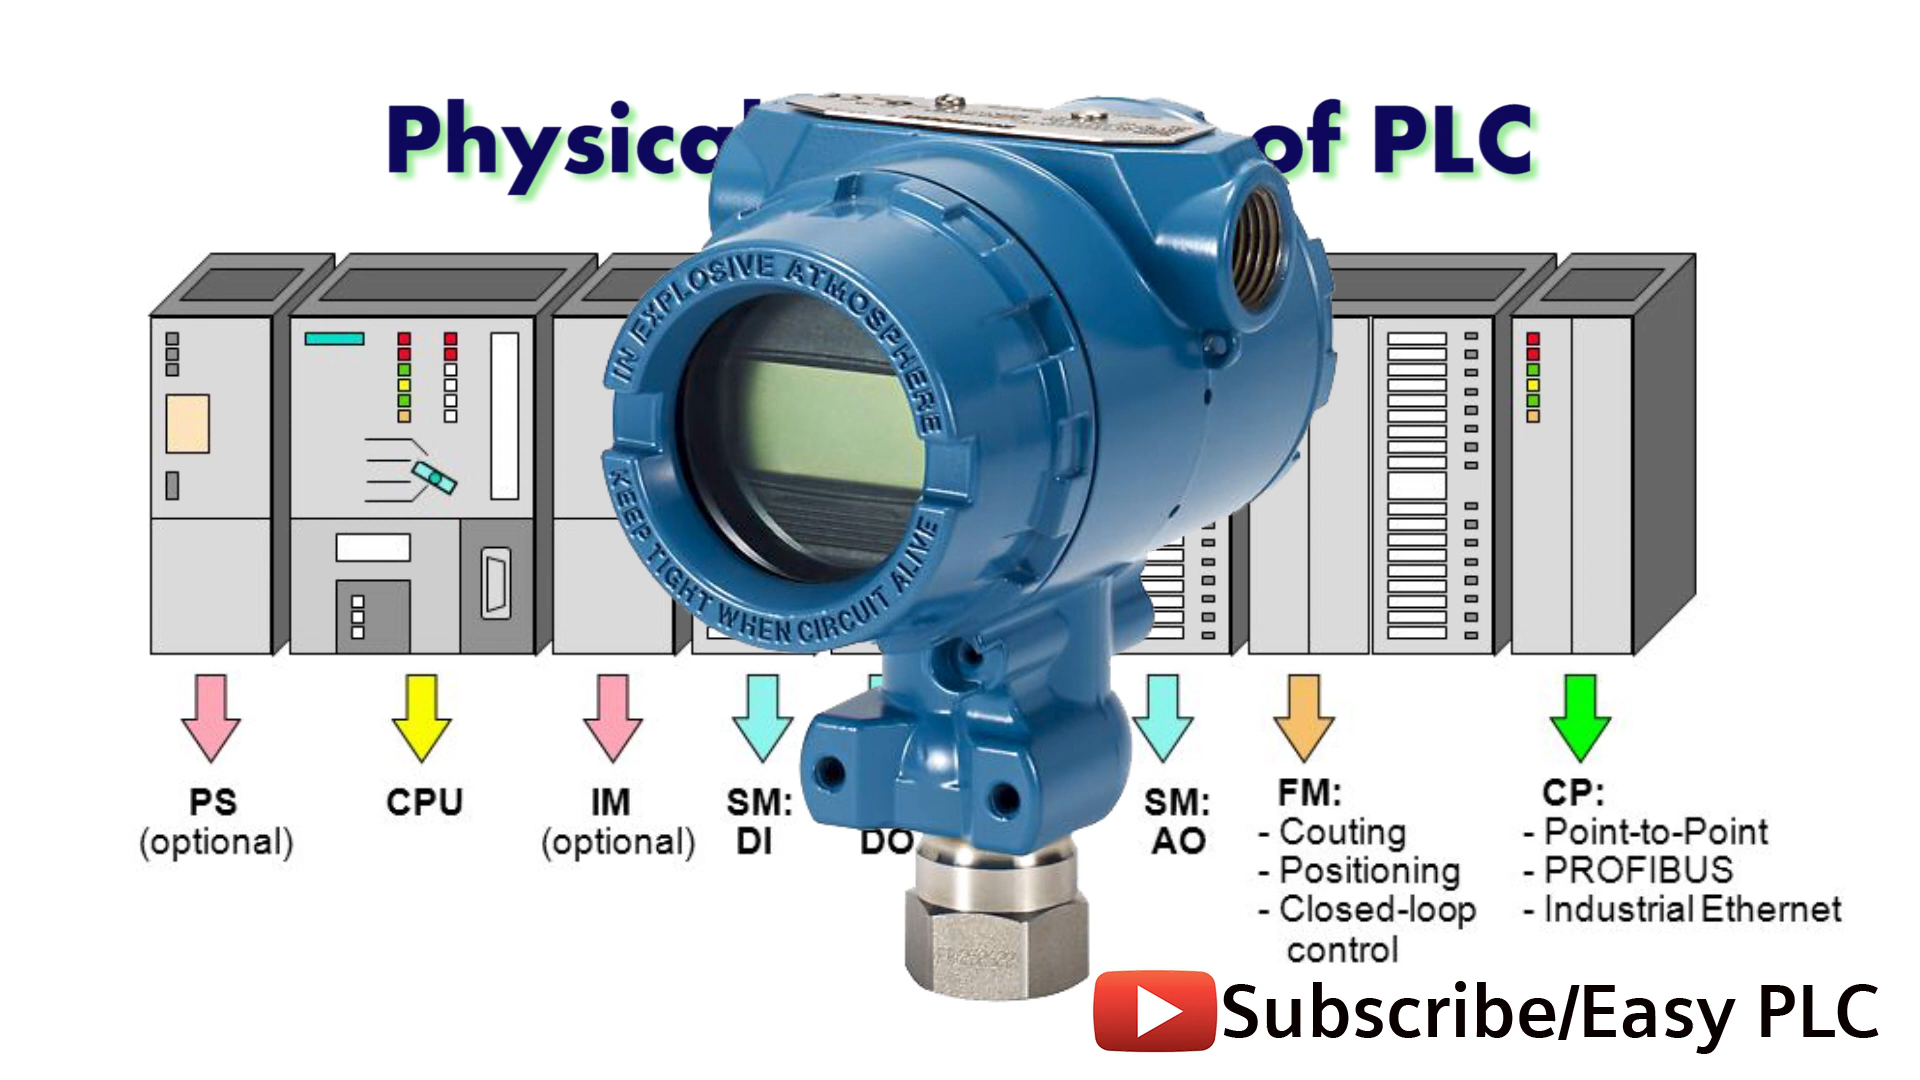 Physical
of PLC
IN EXPLOSIVE ATMOSPHERE
KEEP TIGHT WHEN CIRCUIT ALIVE
PS
(optional)
CPU
IM
(optional)
SM:
DI
DO
SM:
AO
FM:
- Couting
- Positioning
- Closed-loop
control
CP:
- Point-to-Point
- PROFIBUS
- Industrial Ethernet
Subscribe/Easy PLC